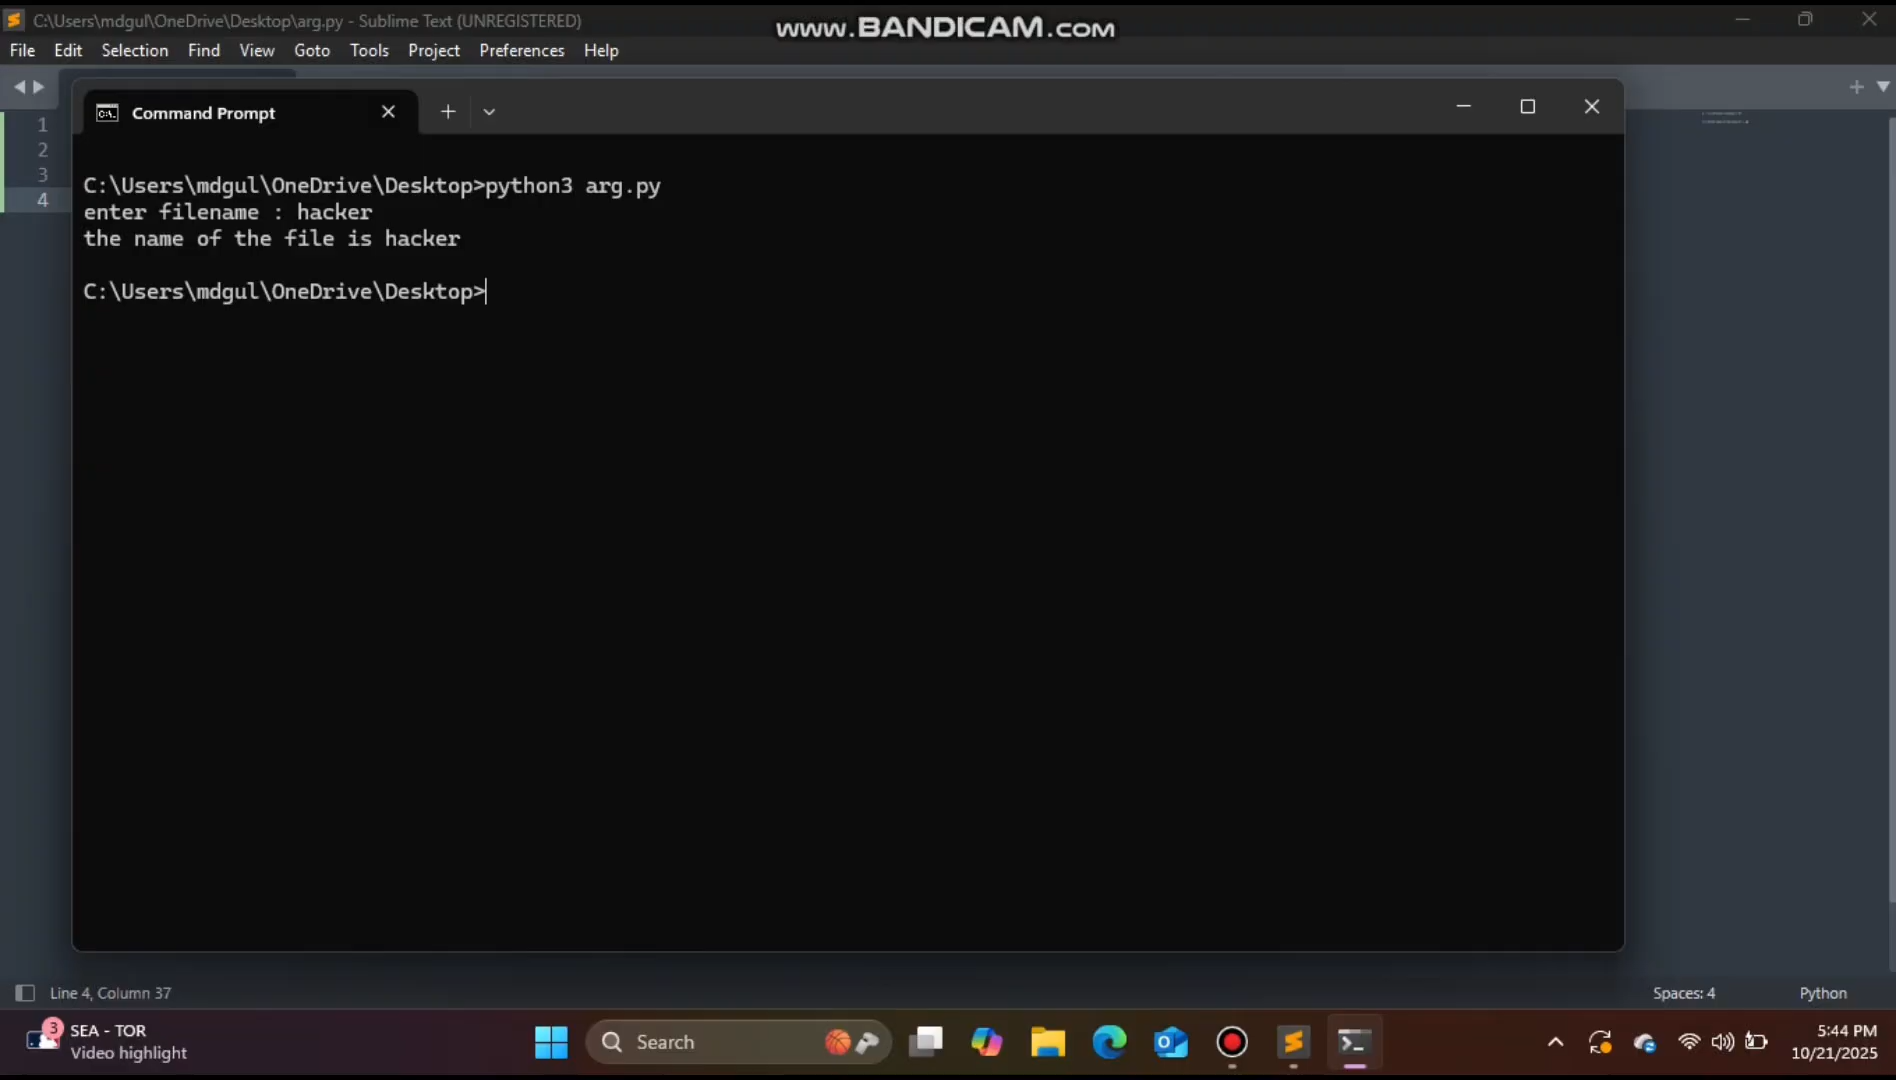 C:\Users\mdgul\OneDrive\Desktop\arg.py - Sublime Text (UNREGISTERED)
www.BANDICAM.com
File Edit Selection Find View Goto Tools Project Preferences Help
Command Prompt
1
2
3
4
C:\Users\mdgul\OneDrive\Desktop>python3 arg.py
enter filename : hacker
the name of the file is hacker
C:\Users\mdgul\OneDrive\Desktop>
Line 4, Column 37
Spaces: 4
Python
3
SEA - TOR
Video highlight
Search
5:44 PM
10/21/2025